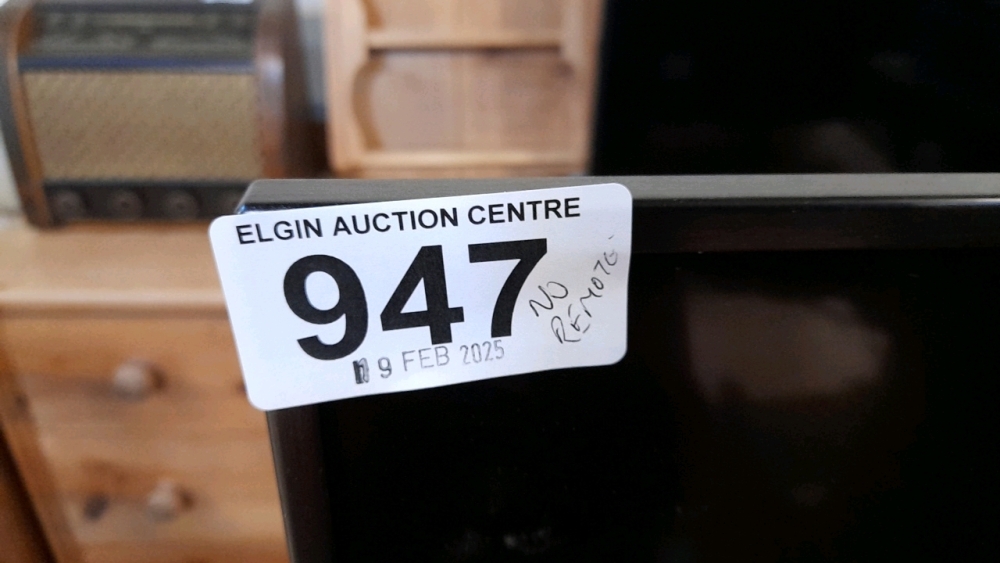 ELGIN AUCTION CENTRE
947
NO
REMOTE.
9 FEB 2025